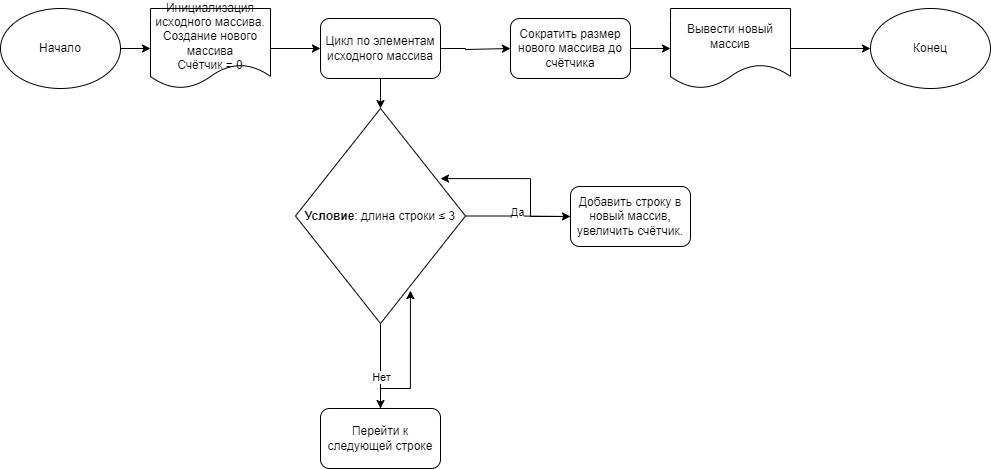 Начало
Инициализация
исходного массива.
Создание нового
массива
Счётчик = 0
Цикл по элементам
исходного массива
Сократить размер
нового массива до
счётчика
Вывести новый
массив
Конец
Условие: длина строки ≤ 3
Да
Добавить строку в
новый массив,
увеличить счётчик.
Нет
Перейти к
следующей строке